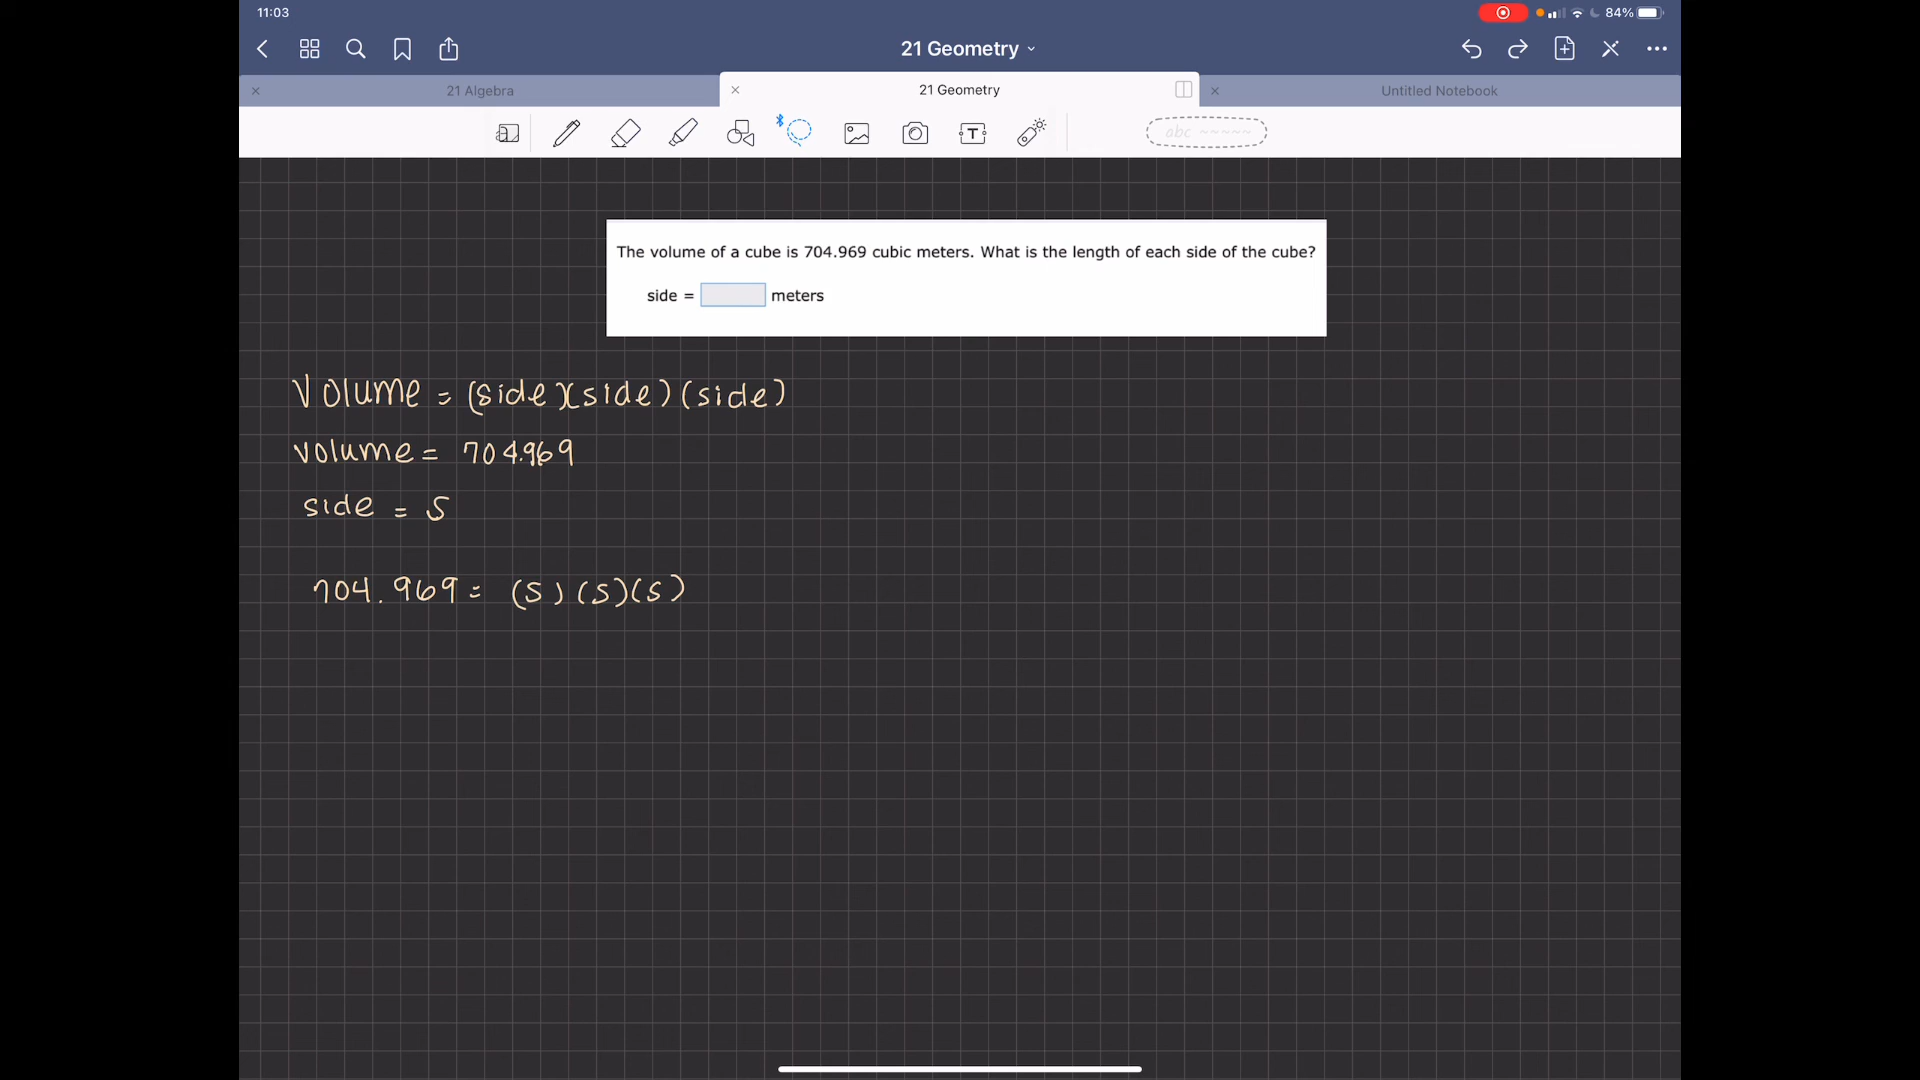 11:03
84%
21 Geometry
21 Algebra
21 Geometry
Untitled Notebook
T
abc
The volume of a cube is 704.969 cubic meters. What is the length of each side of the cube?
side = meters
Volume = (side)(side)(side)
volume = 704.969
side = s
704.969 = (s)(s)(s)